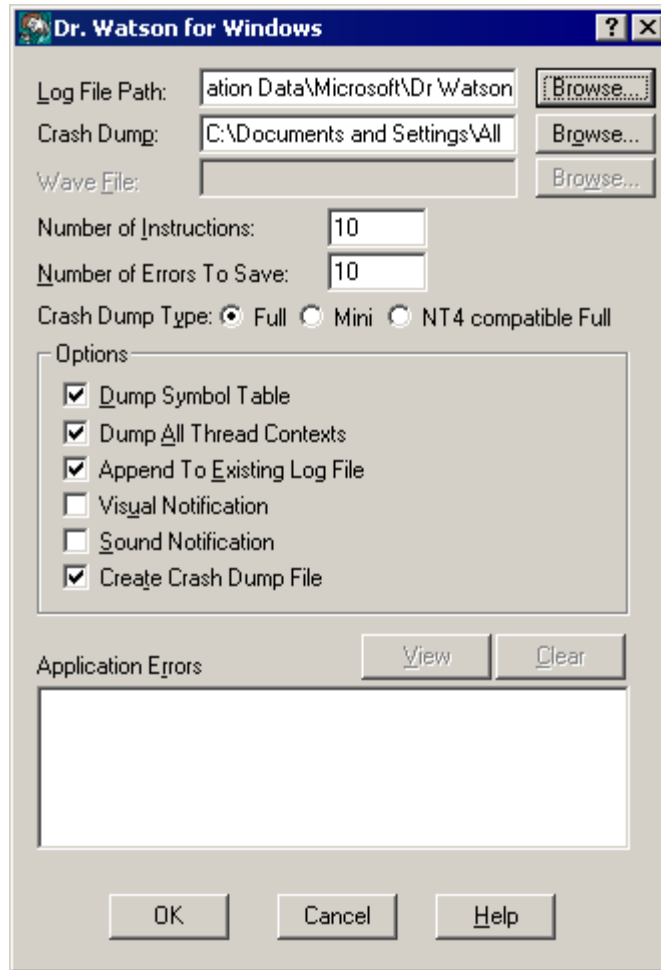 Dr. Watson for Windows
Log File Path: ation Data\Microsoft\Dr Watson Browse...
Crash Dump: C:\Documents and Settings\All Browse...
Wave File: Browse...
Number of Instructions: 10
Number of Errors To Save: 10
Crash Dump Type: Full Mini NT4 compatible Full
Options
Dump Symbol Table
Dump All Thread Contexts
Append To Existing Log File
Visual Notification
Sound Notification
Create Crash Dump File
Application Errors View Clear
OK Cancel Help